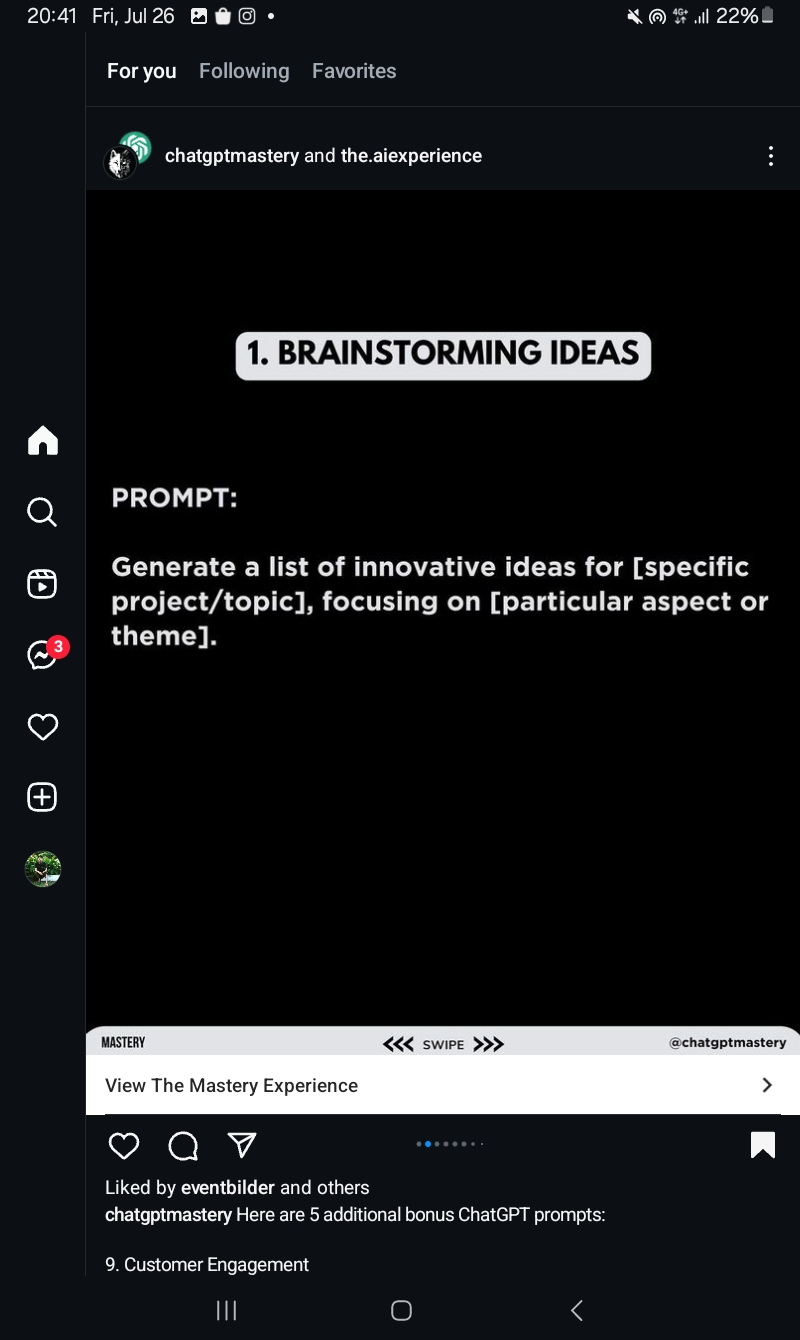 20:41 Fri, Jul 26 4G+ 22%
For you Following Favorites
chatgptmastery and the.aiexperience
1. BRAINSTORMING IDEAS
PROMPT:
Generate a list of innovative ideas for [specific
project/topic], focusing on [particular aspect or
theme].
3
MASTERY SWIPE @chatgptmastery
View The Mastery Experience
Liked by eventbilder and others
chatgptmastery Here are 5 additional bonus ChatGPT prompts:
9. Customer Engagement